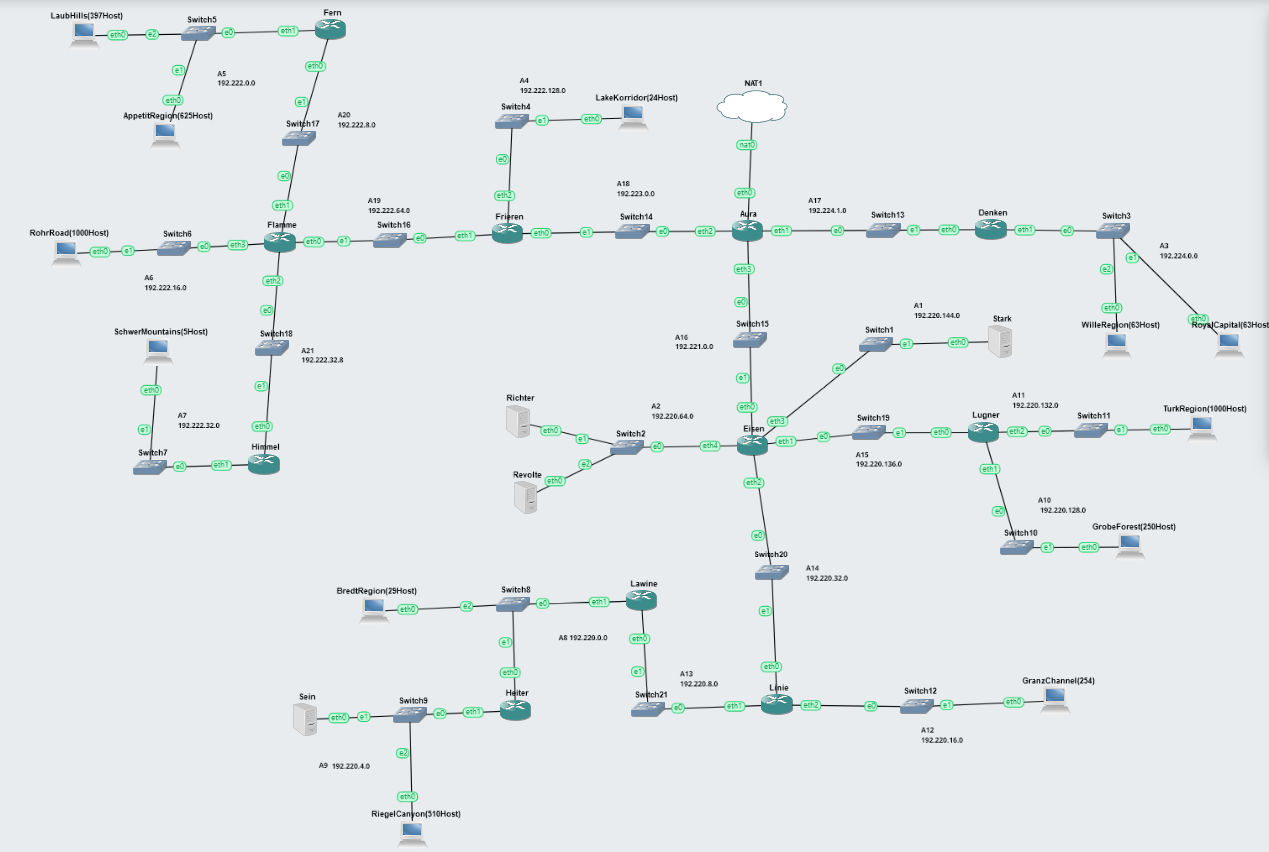 LaubHills(397Host)
eth0
e2
Switch5
e0
eth1
Fern
e1
eth0
A5
192.222.0.0
AppetitRegion(625Host)
eth0
e1
Switch17
A20
192.222.8.0
e0
eth1
A4
192.222.128.0
Switch4
e1
eth0
LakeKorridor(24Host)
e0
eth2
NAT1
nat0
eth0
RohrRoad(1000Host)
eth0
e1
Switch6
e0
eth3
Flamme
eth0
e1
A19
192.222.64.0
Switch16
e0
eth1
Frieren
eth0
e1
A18
192.223.0.0
Switch14
e0
eth2
Aura
eth1
A17
192.224.1.0
e0
Switch13
e1
eth0
Denken
eth1
e0
Switch3
A3
192.224.0.0
e1
e2
eth0
eth0
WilleRegion(63Host)
RoyalCapital(63Host
A6
192.222.16.0
eth2
e0
Switch18
A21
192.222.32.8
e1
eth0
SchwerMountains(5Host)
eth0
e1
A7
192.222.32.0
Switch7
e0
eth1
Himmel
eth3
e0
A16
192.221.0.0
Switch15
e1
eth0
A1
192.220.144.0
Switch1
e1
eth0
Stark
e0
eth3
Richter
eth0
e1
A2
192.220.64.0
Switch2
e0
eth4
Eisen
e2
Revolte
eth0
eth1
e0
Switch19
e1
eth0
A15
192.220.136.0
Lugner
eth2
e0
A11
192.220.132.0
Switch11
e1
eth0
TurkRegion(1000Host)
eth1
e0
A10
192.220.128.0
Switch10
e1
eth0
GrobeForest(250Host)
eth2
e0
Switch20
A14
192.220.32.0
e1
eth0
BredtRegion(29Host)
eth0
e2
Switch8
e0
eth1
Lawine
A8 192.220.0.0
e1
eth0
Heiter
eth0
e1
Switch21
A13
192.220.8.0
e0
eth1
Linie
eth2
e0
Switch12
e1
eth0
GranzChannel(254)
A12
192.220.16.0
Sein
eth0
e1
Switch9
e0
eth1
e2
A9 192.220.4.0
eth0
RiegelCanyon(510Host)